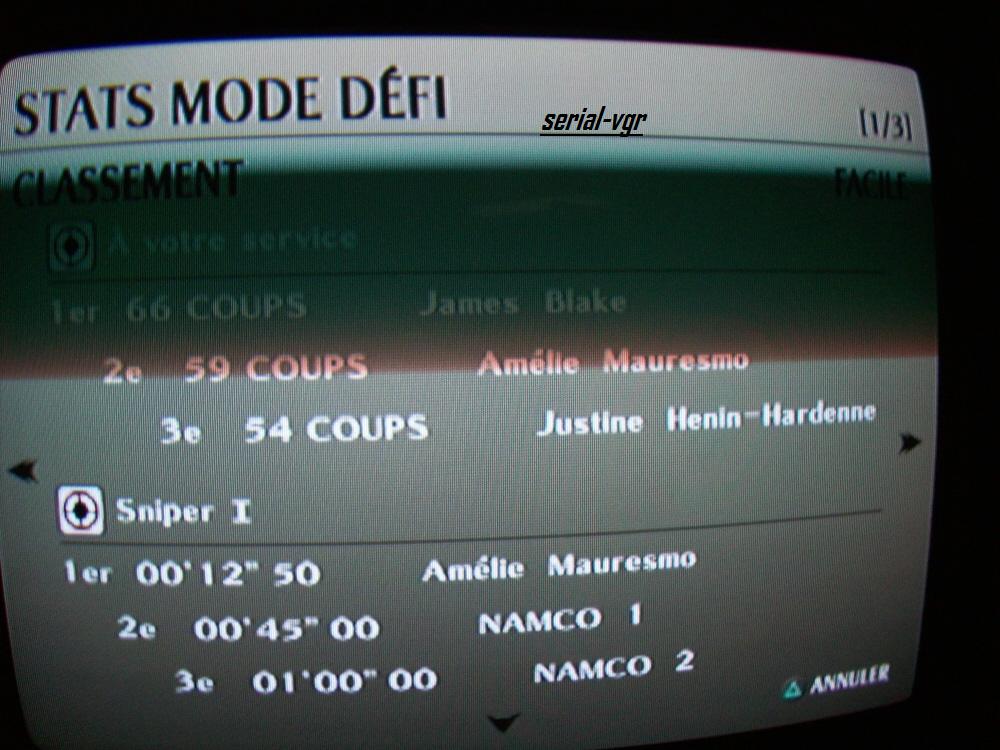 STATS MODE DÉFI
serial-vgr
[1/3]
CLASSEMENT FACILE
À votre service
1er 66 COUPS James Blake
2e 59 COUPS Amélie Mauresmo
3e 54 COUPS Justine Henin-Hardenne
Sniper I
1er 00'12" 50 Amélie Mauresmo
2e 00'45" 00 NAMCO 1
3e 01'00" 00 NAMCO 2
ANNULER